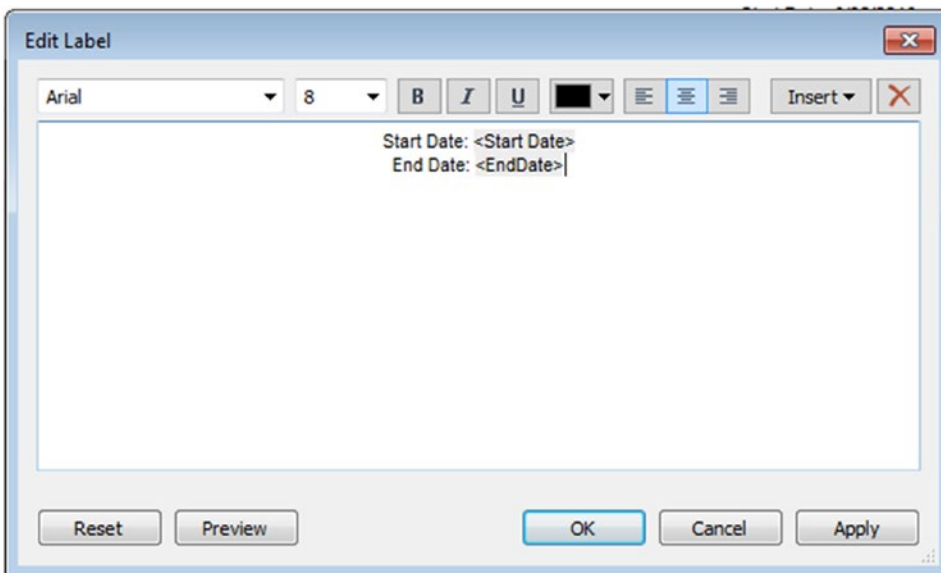 Edit Label
Arial 8 B I U Insert
Start Date: <Start Date>
End Date: <EndDate>
Reset Preview OK Cancel Apply